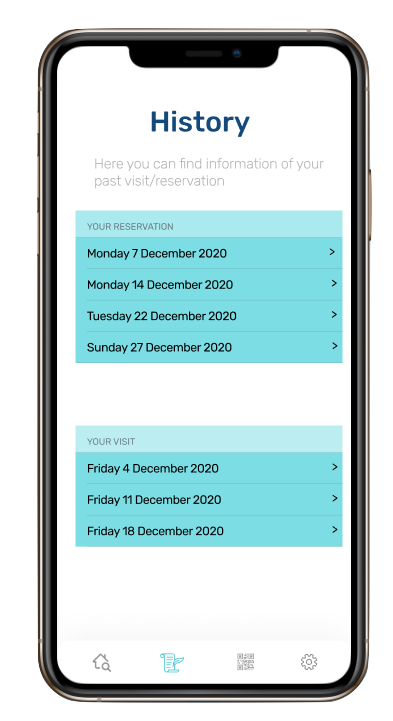 History
Here you can find information of your
past visit/reservation
YOUR RESERVATION
Monday 7 December 2020 >
Monday 14 December 2020 >
Tuesday 22 December 2020 >
Sunday 27 December 2020 >
YOUR VISIT
Friday 4 December 2020 >
Friday 11 December 2020 >
Friday 18 December 2020 >